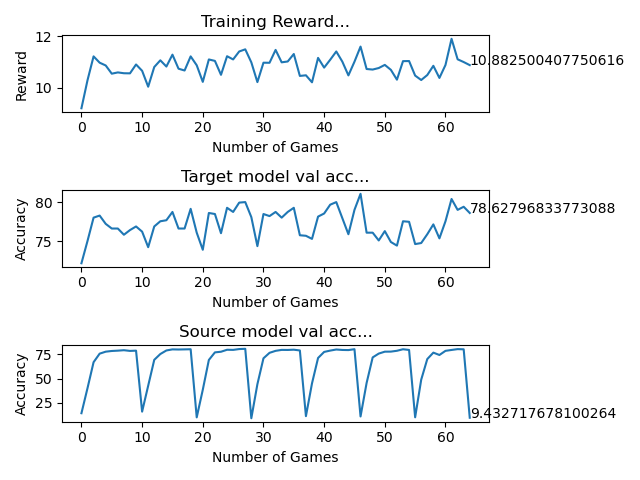 Training Reward...
12
10
Reward
10.882500407750616
0 10 20 30 40 50 60
Number of Games
Target model val acc...
80
75
Accuracy
78.62796833773088
0 10 20 30 40 50 60
Number of Games
Source model val acc...
75
50
25
Accuracy
9.432717678100264
0 10 20 30 40 50 60
Number of Games